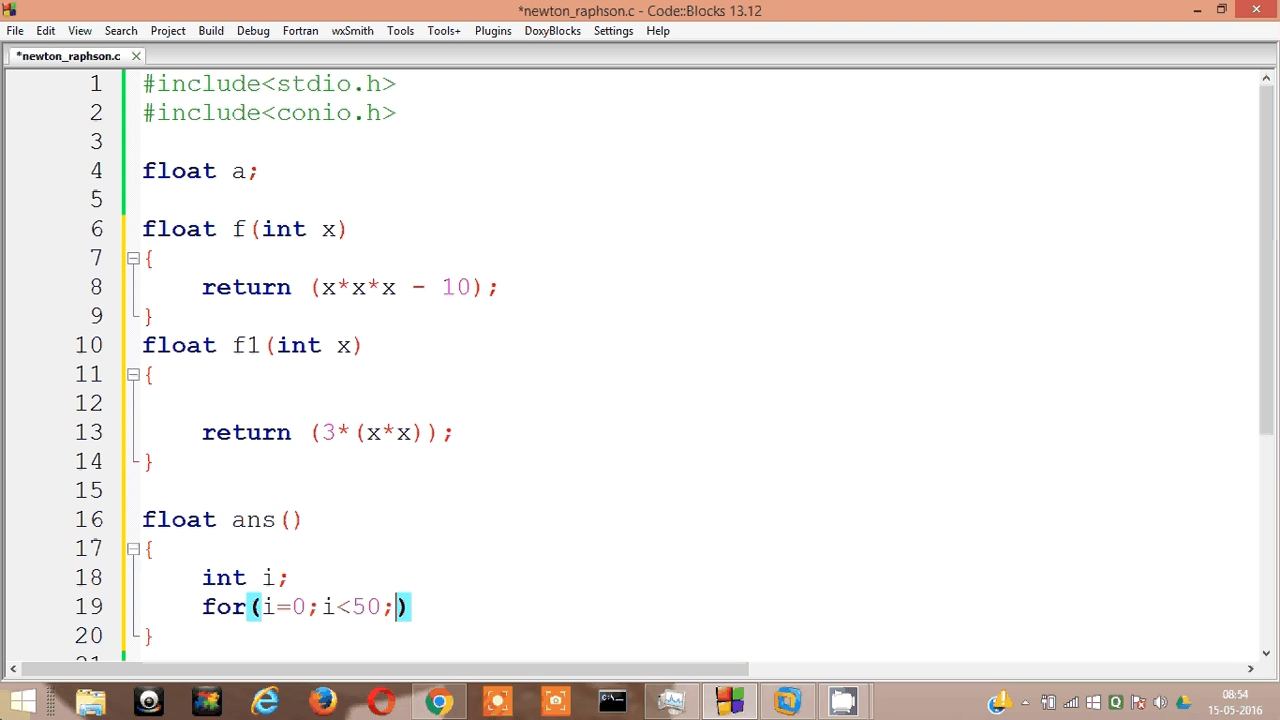 *newton_raphson.c - Code::Blocks 13.12
File Edit View Search Project Build Debug Fortran wxSmith Tools Tools+ Plugins DoxyBlocks Settings Help
*newton_raphson.c
1 #include<stdio.h>
2 #include<conio.h>
3
4 float a;
5
6 float f(int x)
7 {
8 return (x*x*x - 10);
9 }
10 float f1(int x)
11 {
12
13 return (3*(x*x));
14 }
15
16 float ans()
17 {
18 int i;
19 for(i=0;i<50;)
20 }
21
08:54
15-05-2016